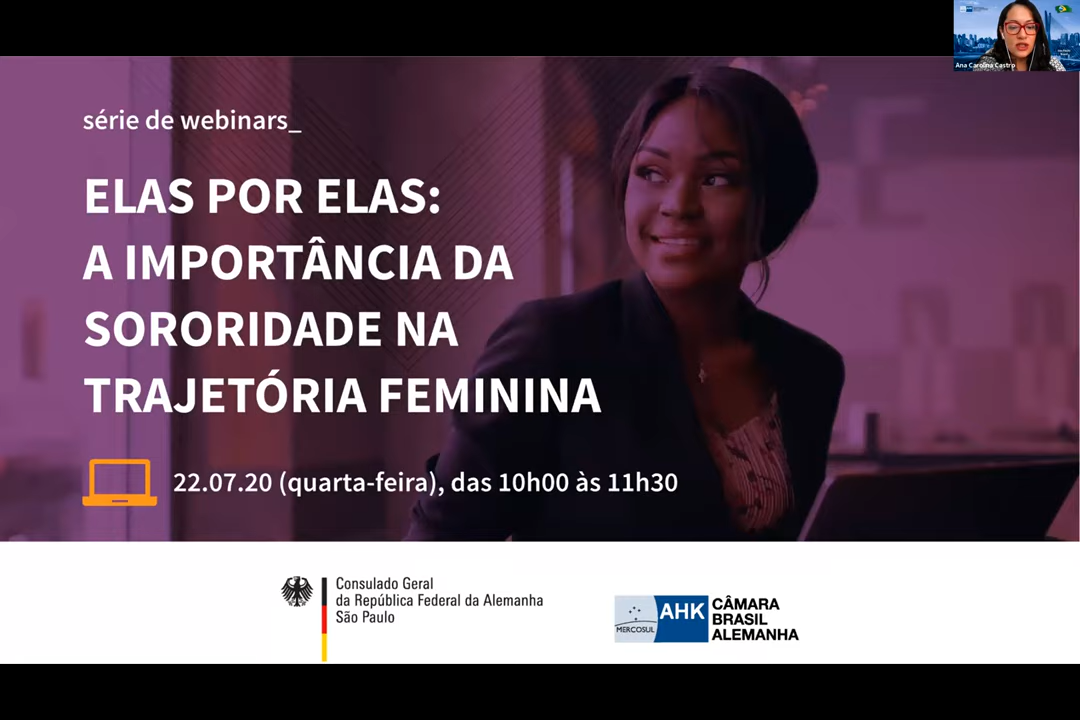 Ana Carolina Castro
série de webinars_
ELAS POR ELAS:
A IMPORTÂNCIA DA
SORORIDADE NA
TRAJETÓRIA FEMININA
22.07.20 (quarta-feira), das 10h00 às 11h30
Consulado Geral
da República Federal da Alemanha
São Paulo
MERCOSUL
AHK
CÂMARA
BRASIL
ALEMANHA